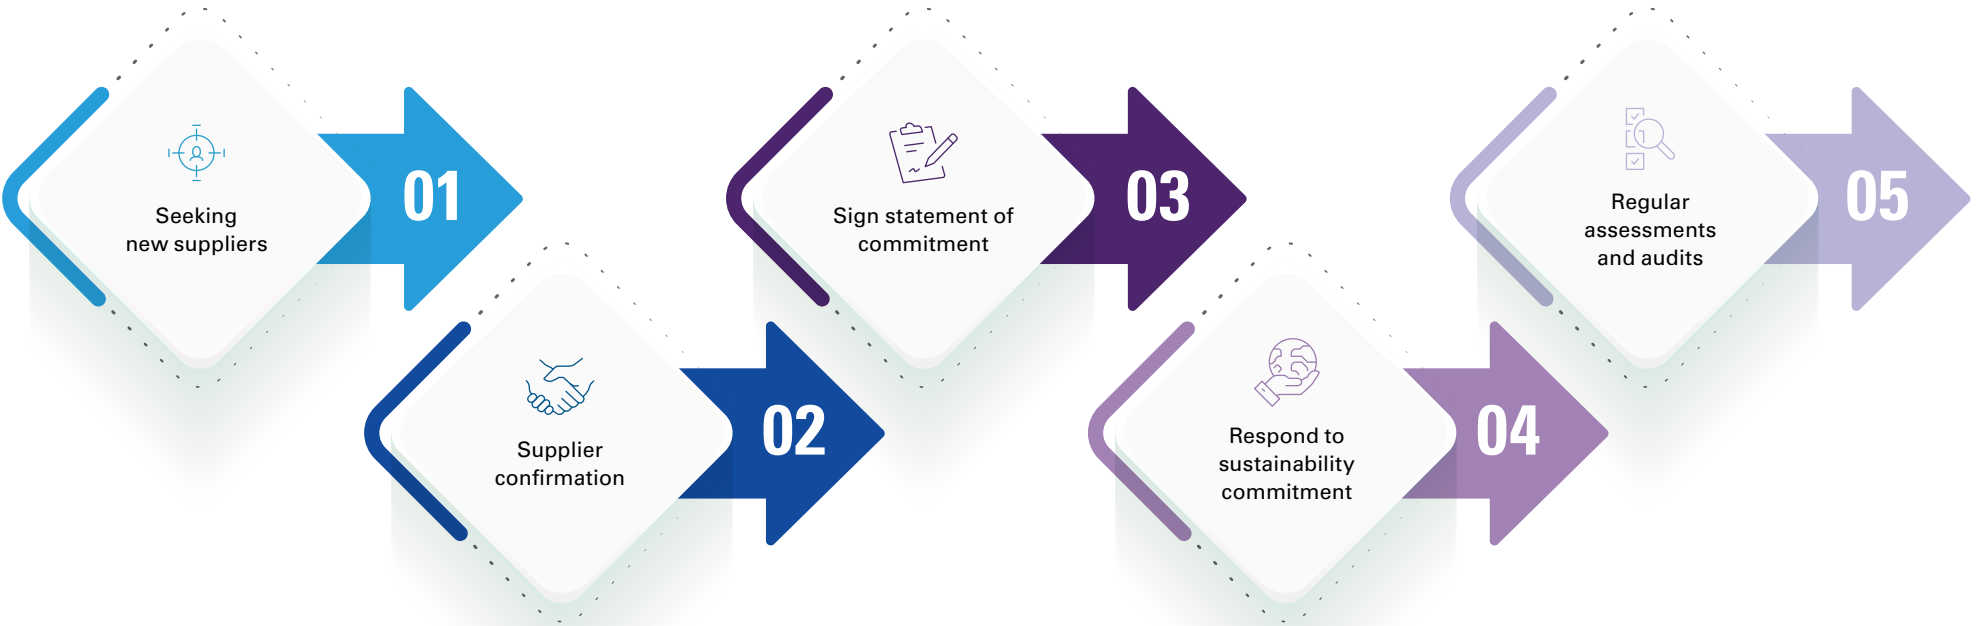 Seeking
new suppliers
01
Supplier
confirmation
02
Sign statement of
commitment
03
Respond to
sustainability
commitment
04
Regular
assessments
and audits
05